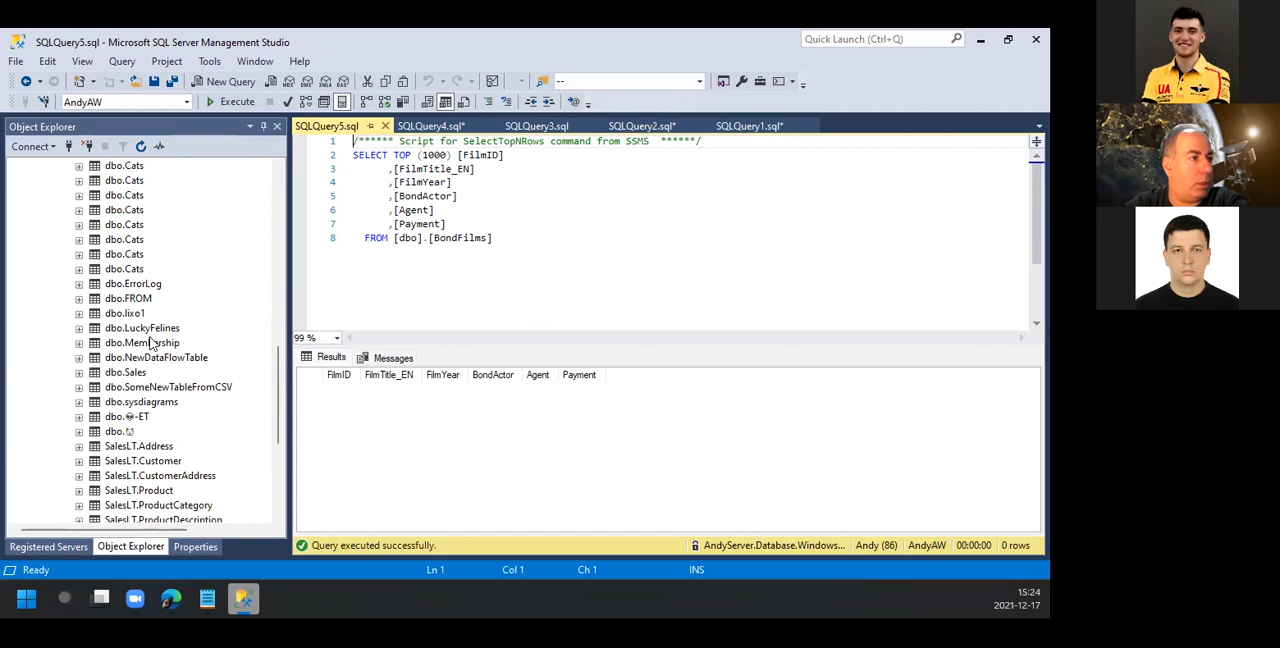 SQLQuery5.sql - Microsoft SQL Server Management Studio
Quick Launch (Ctrl+Q)
File Edit View Query Project Tools Window Help
New Query
--
AndyAW
Execute
Object Explorer
Connect
dbo.Cats
dbo.Cats
dbo.Cats
dbo.Cats
dbo.Cats
dbo.Cats
dbo.Cats
dbo.Cats
dbo.ErrorLog
dbo.FROM
dbo.lixo1
dbo.LuckyFelines
dbo.Membership
dbo.NewDataFlowTable
dbo.Sales
dbo.SomeNewTableFromCSV
dbo.sysdiagrams
dbo.👽-ET
dbo.🐱
SalesLT.Address
SalesLT.Customer
SalesLT.CustomerAddress
SalesLT.Product
SalesLT.ProductCategory
SalesLT.ProductDescription
Registered Servers Object Explorer Properties
SQLQuery5.sql SQLQuery4.sql* SQLQuery3.sql SQLQuery2.sql* SQLQuery1.sql*
1 /****** Script for SelectTopNRows command from SSMS ******/
2 SELECT TOP (1000) [FilmID]
3 ,[FilmTitle_EN]
4 ,[FilmYear]
5 ,[BondActor]
6 ,[Agent]
7 ,[Payment]
8 FROM [dbo].[BondFilms]
99 %
Results Messages
FilmID FilmTitle_EN FilmYear BondActor Agent Payment
Query executed successfully. AndyServer.Database.Windows... Andy (86) AndyAW 00:00:00 0 rows
Ready Ln 1 Col 1 Ch 1 INS
15:24
2021-12-17
UA